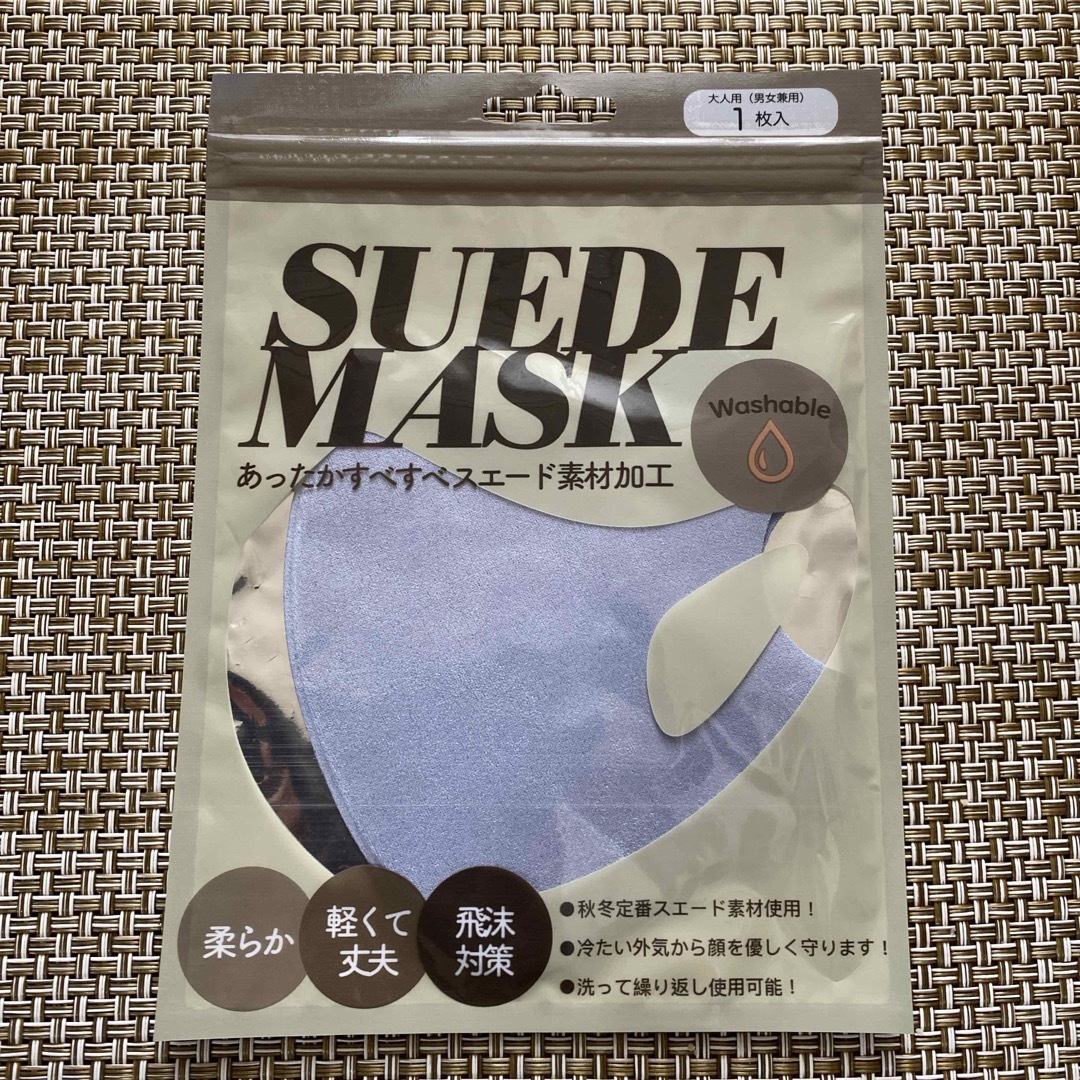 大人用（男女兼用）
1枚入
SUEDE
MASK
Washable
あったかすべすべスエード素材加工
柔らか
軽くて
丈夫
飛沫
対策
●秋冬定番スエード素材使用！
●冷たい外気から顔を優しく守ります！
●洗って繰り返し使用可能！